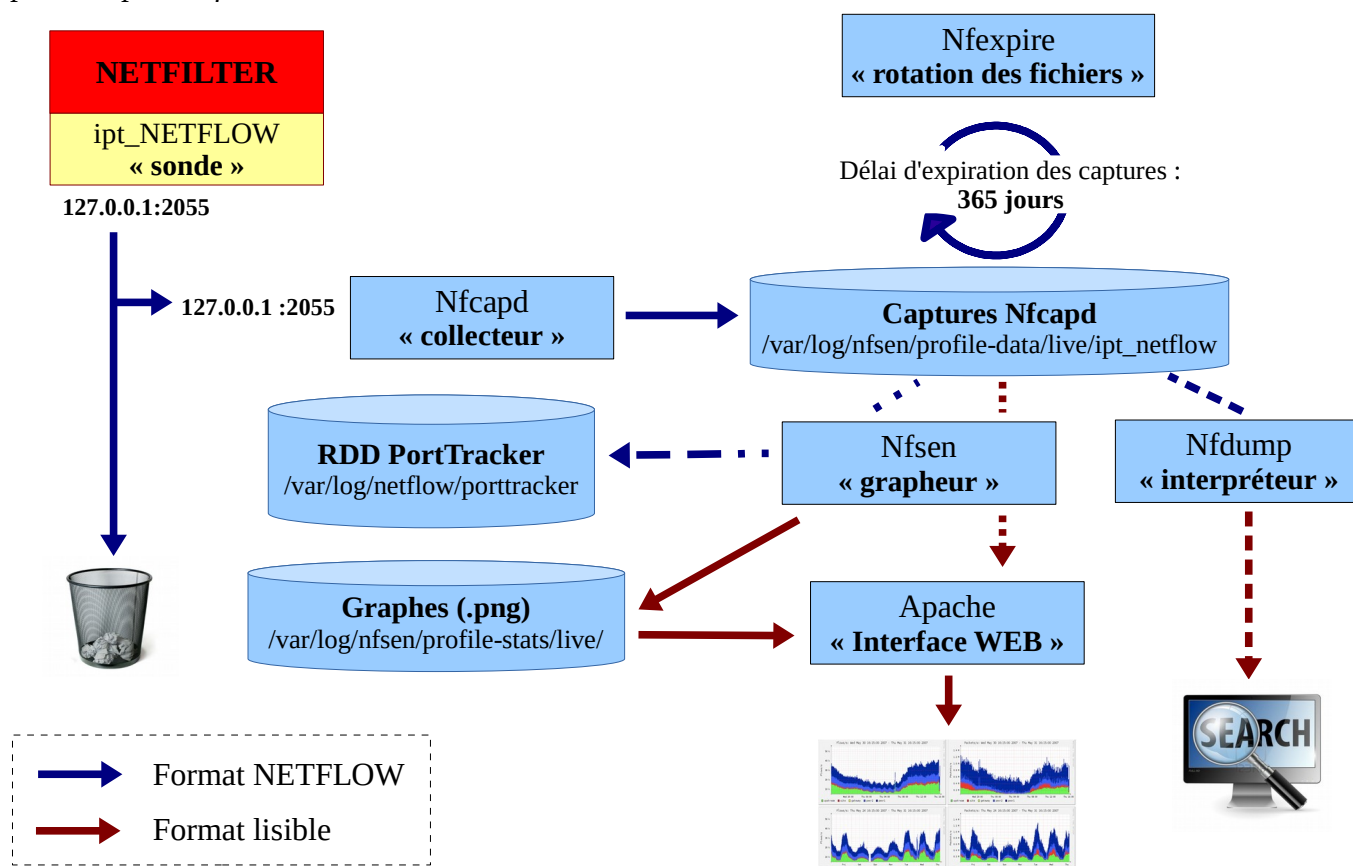 NETFILTER
ipt_NETFLOW
« sonde »
127.0.0.1:2055
Nfexpire
« rotation des fichiers »
Délai d'expiration des captures :
365 jours
127.0.0.1 :2055
Nfcapd
« collecteur »
Captures Nfcapd
/var/log/nfsen/profile-data/live/ipt_netflow
RDD PortTracker
/var/log/netflow/porttracker
Nfsen
« grapheur »
Nfdump
« interpréteur »
Graphes (.png)
/var/log/nfsen/profile-stats/live/
Apache
« Interface WEB »
SEARCH
Format NETFLOW
Format lisible